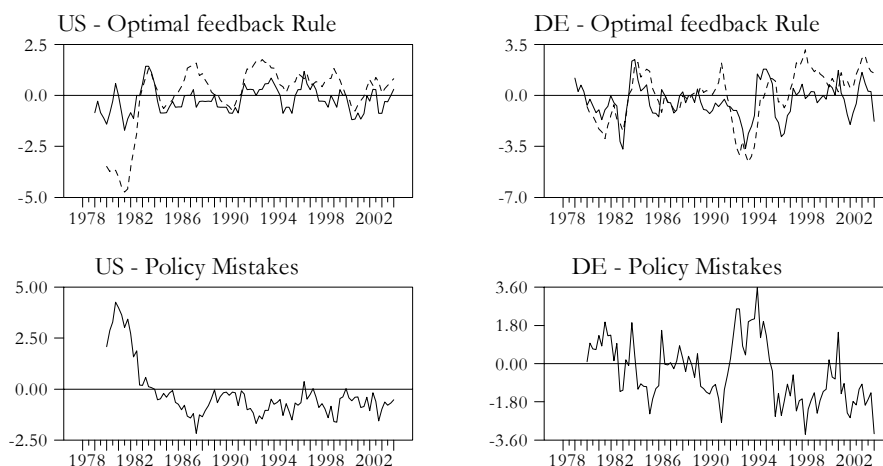 US - Optimal feedback Rule
2.5
0.0
-2.5
-5.0
1978 1982 1986 1990 1994 1998 2002
DE - Optimal feedback Rule
3.5
0.0
-3.5
-7.0
1978 1982 1986 1990 1994 1998 2002
US - Policy Mistakes
5.00
2.50
0.00
-2.50
1978 1982 1986 1990 1994 1998 2002
DE - Policy Mistakes
3.60
1.80
0.00
-1.80
-3.60
1978 1982 1986 1990 1994 1998 2002